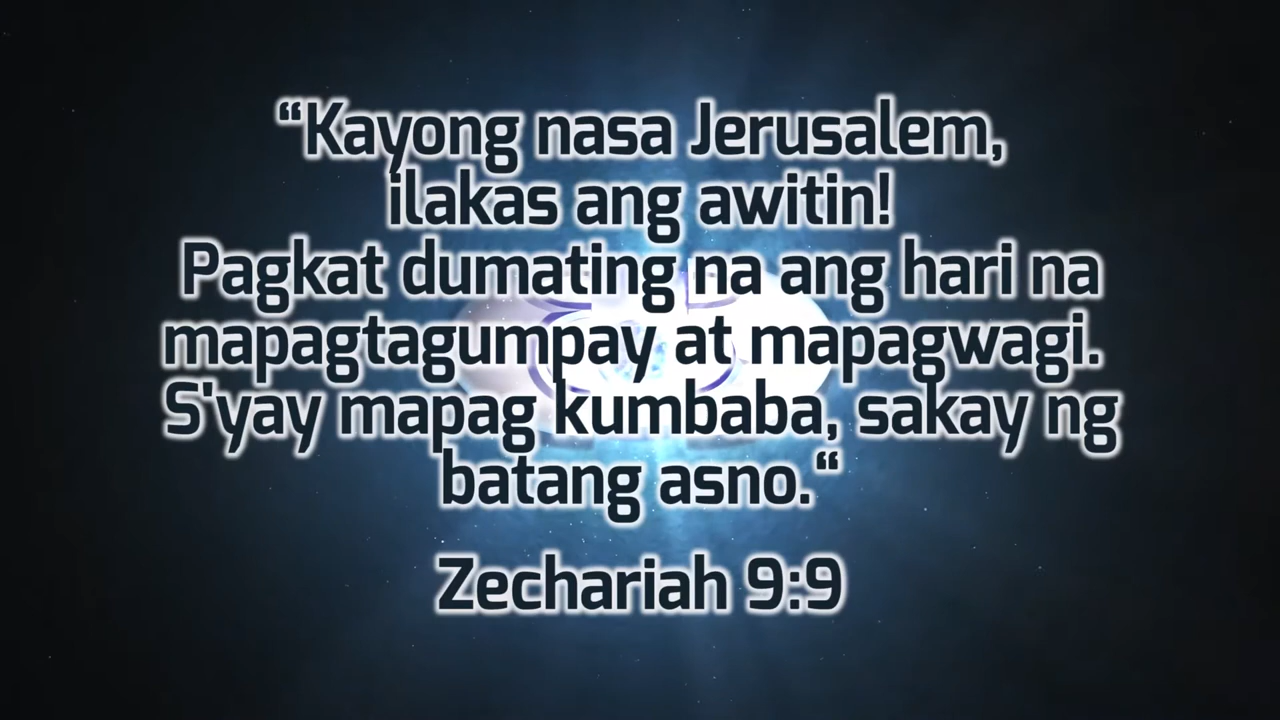 “Kayong nasa Jerusalem,
ilakas ang awitin!
Pagkat dumating na ang hari na
mapagtagumpay at mapagwagi.
S'yay mapag kumbaba, sakay ng
batang asno.“
Zechariah 9:9